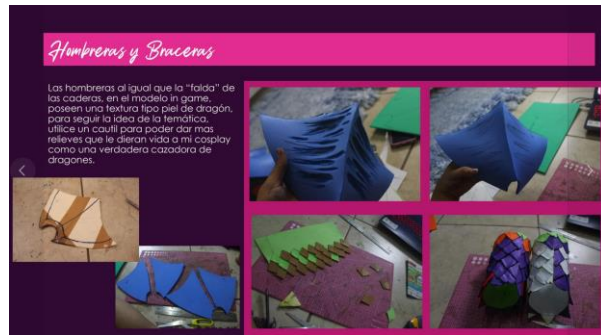 Hombreras y Braceras
Las hombreras al igual que la “falda” de
las caderas, en el modelo in game,
poseen una textura tipo piel de dragón,
para seguir la idea de la temática,
utilice un cautil para poder dar mas
relieves que le dieran vida a mi cosplay
como una verdadera cazadora de
dragones.